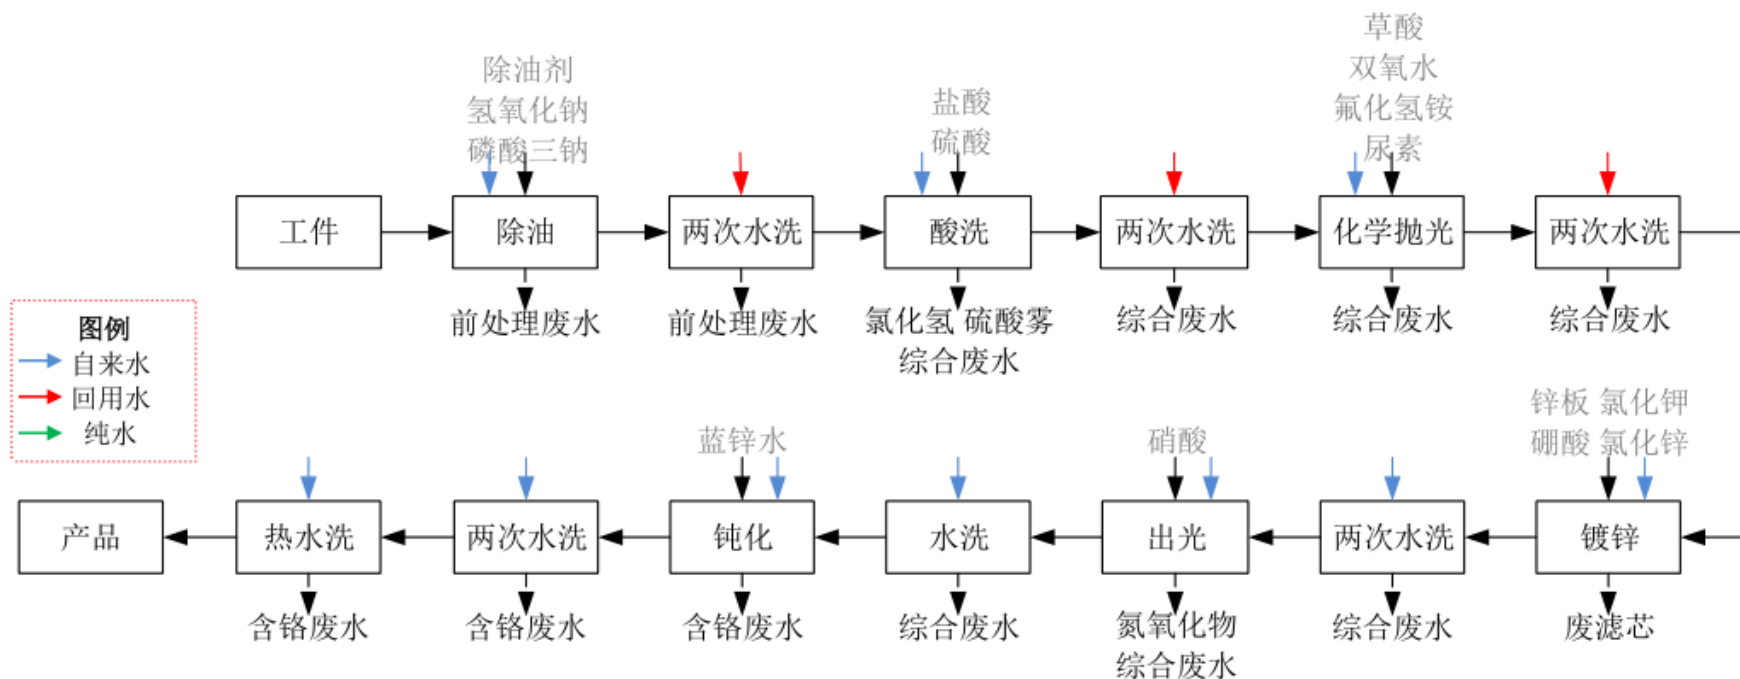 除油剂
氢氧化钠
磷酸三钠
盐酸
硫酸
草酸
双氧水
氟化氢铵
尿素
工件
除油
两次水洗
酸洗
两次水洗
化学抛光
两次水洗
前处理废水
前处理废水
氯化氢 硫酸雾
综合废水
综合废水
综合废水
综合废水
图例
自来水
回用水
纯水
蓝锌水
硝酸
锌板 氯化钾
硼酸 氯化锌
产品
热水洗
两次水洗
钝化
水洗
出光
两次水洗
镀锌
含铬废水
含铬废水
含铬废水
综合废水
氮氧化物
综合废水
综合废水
废滤芯